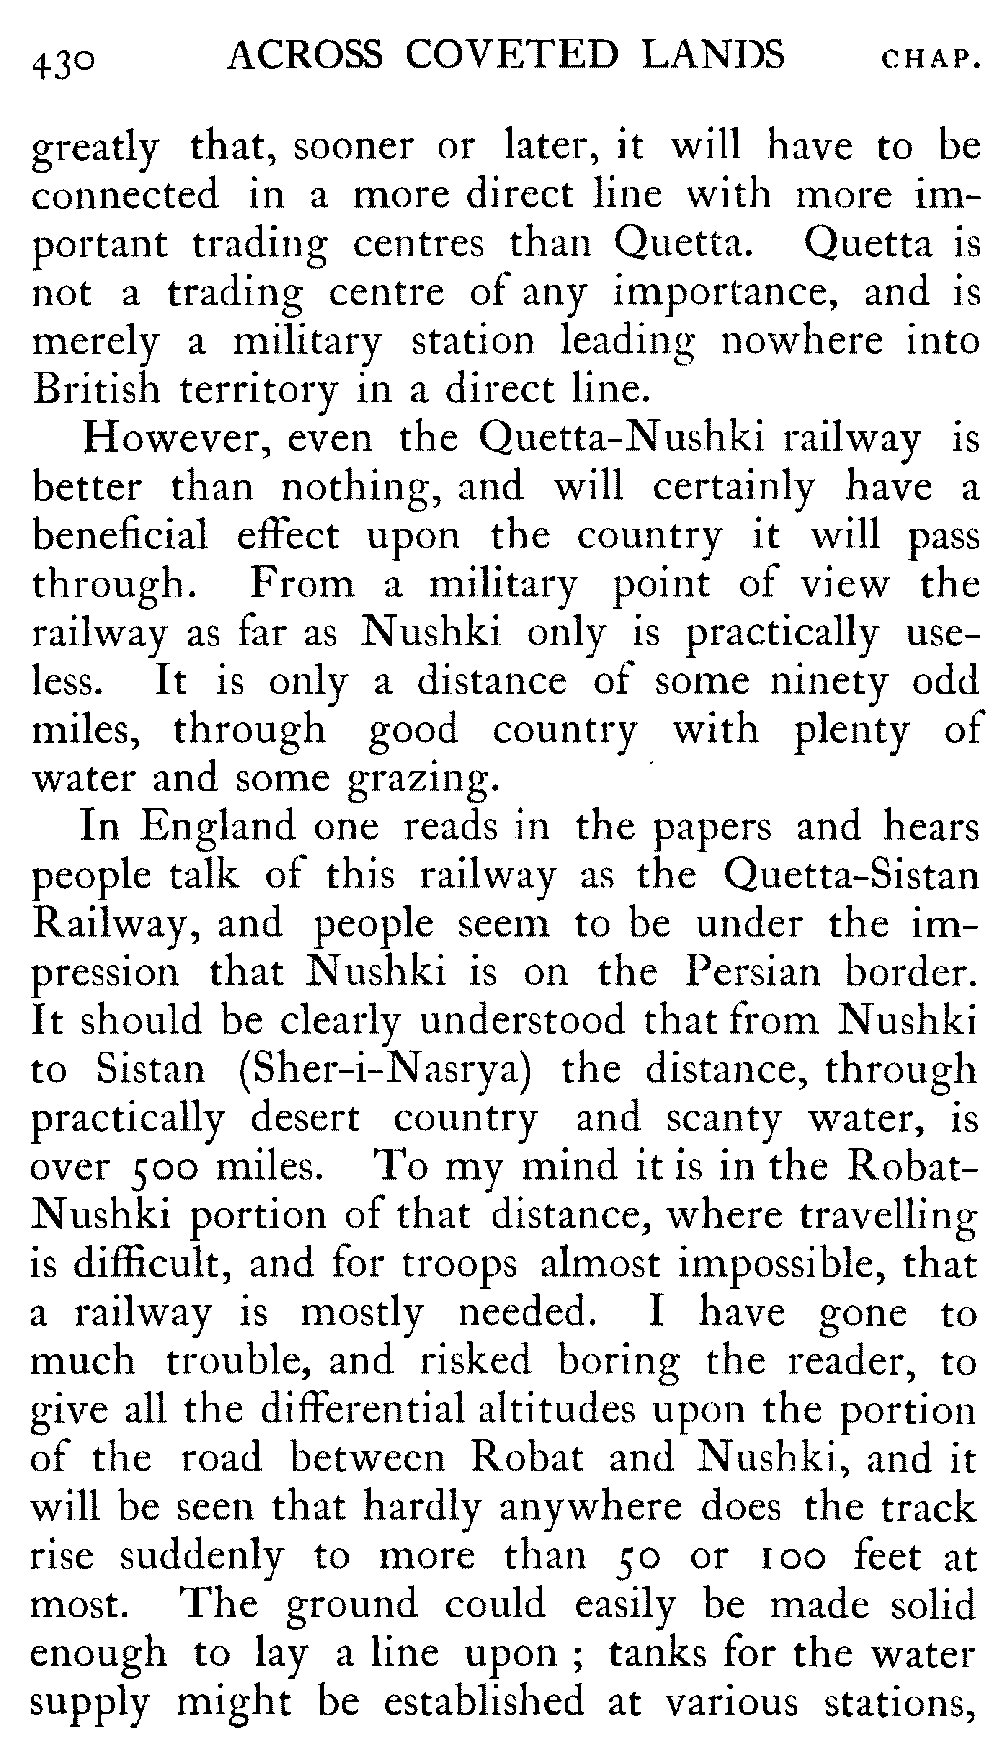 430 ACROSS COVETED LANDS CHAP.
greatly that, sooner or later, it will have to be
connected in a more direct line with more im-
portant trading centres than Quetta. Quetta is
not a trading centre of any importance, and is
merely a military station leading nowhere into
British territory in a direct line.
However, even the Quetta-Nushki railway is
better than nothing, and will certainly have a
beneficial effect upon the country it will pass
through. From a military point of view the
railway as far as Nushki only is practically use-
less. It is only a distance of some ninety odd
miles, through good country with plenty of
water and some grazing.
In England one reads in the papers and hears
people talk of this railway as the Quetta-Sistan
Railway, and people seem to be under the im-
pression that Nushki is on the Persian border.
It should be clearly understood that from Nushki
to Sistan (Sher-i-Nasrya) the distance, through
practically desert country and scanty water, is
over 500 miles. To my mind it is in the Robat-
Nushki portion of that distance, where travelling
is difficult, and for troops almost impossible, that
a railway is mostly needed. I have gone to
much trouble, and risked boring the reader, to
give all the differential altitudes upon the portion
of the road between Robat and Nushki, and it
will be seen that hardly anywhere does the track
rise suddenly to more than 50 or 100 feet at
most. The ground could easily be made solid
enough to lay a line upon ; tanks for the water
supply might be established at various stations,